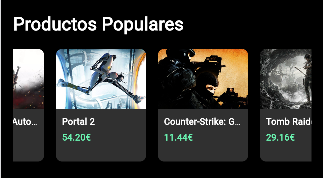 Productos Populares
Auto...
Portal 2
Counter-Strike: G...
Tomb Raide
54.20€
11.44€
29.16€